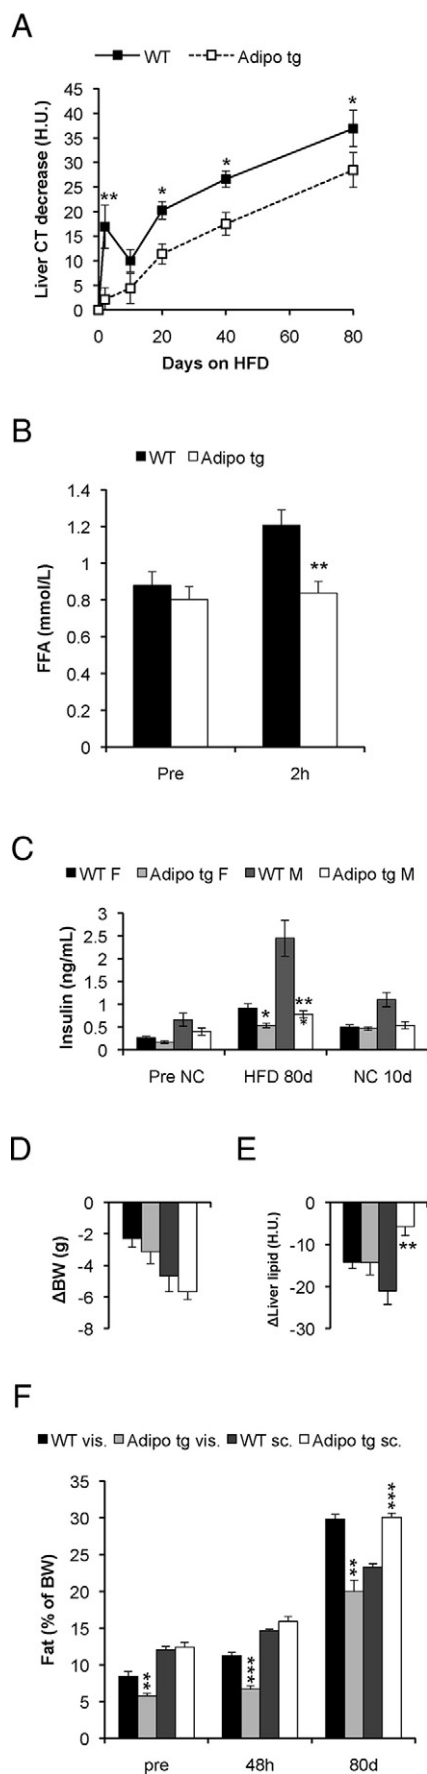 A
WT Adipo tg
Liver CT decrease (H.U.)
45
40
35
30
25
20
15
10
5
0
**
*
*
*
0 20 40 60 80
Days on HFD
B
WT Adipo tg
FFA (mmol/L)
1.4
1.2
1
0.8
0.6
0.4
0.2
0
**
Pre 2h
C
WT F Adipo tg F WT M Adipo tg M
Insulin (ng/mL)
3
2.5
2
1.5
1
0.5
0
*
**
*
Pre NC HFD 80d NC 10d
D
ΔBW (g)
0
-2
-4
-6
-8
E
ΔLiver lipid (H.U.)
0
-10
-20
-30
**
F
WT vis. Adipo tg vis. WT sc. Adipo tg sc.
Fat (% of BW)
35
30
25
20
15
10
5
0
**
***
**
***
pre 48h 80d